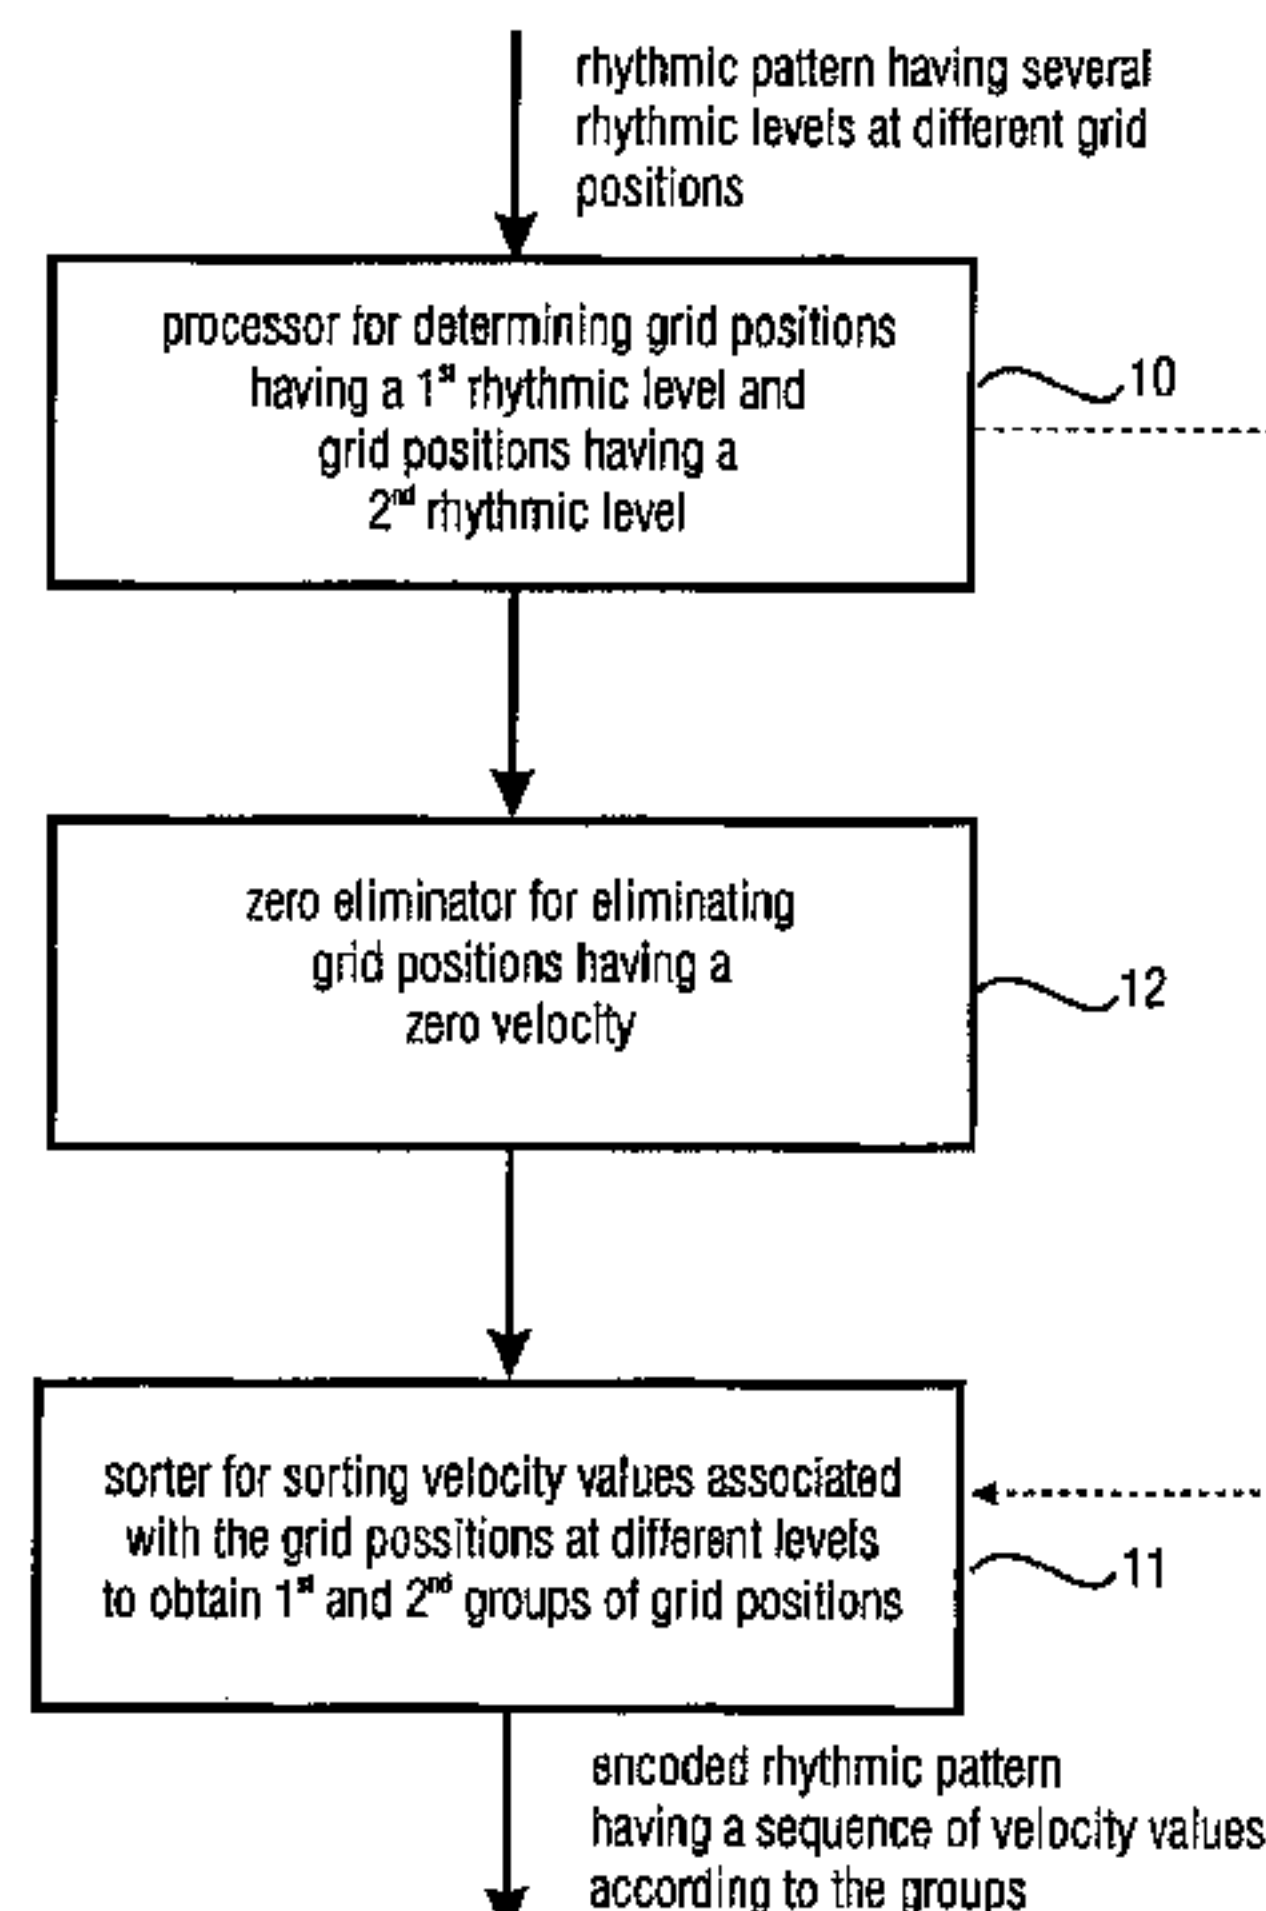 rhythmic pattern having several
rhythmic levels at different grid
positions
processor for determining grid positions
having a 1st rhythmic level and
grid positions having a
2nd rhythmic level
10
zero eliminator for eliminating
grid positions having a
zero velocity
12
sorter for sorting velocity values associated
with the grid possitions at different levels
to obtain 1st and 2nd groups of grid positions
11
encoded rhythmic pattern
having a sequence of velocity values
according to the groups